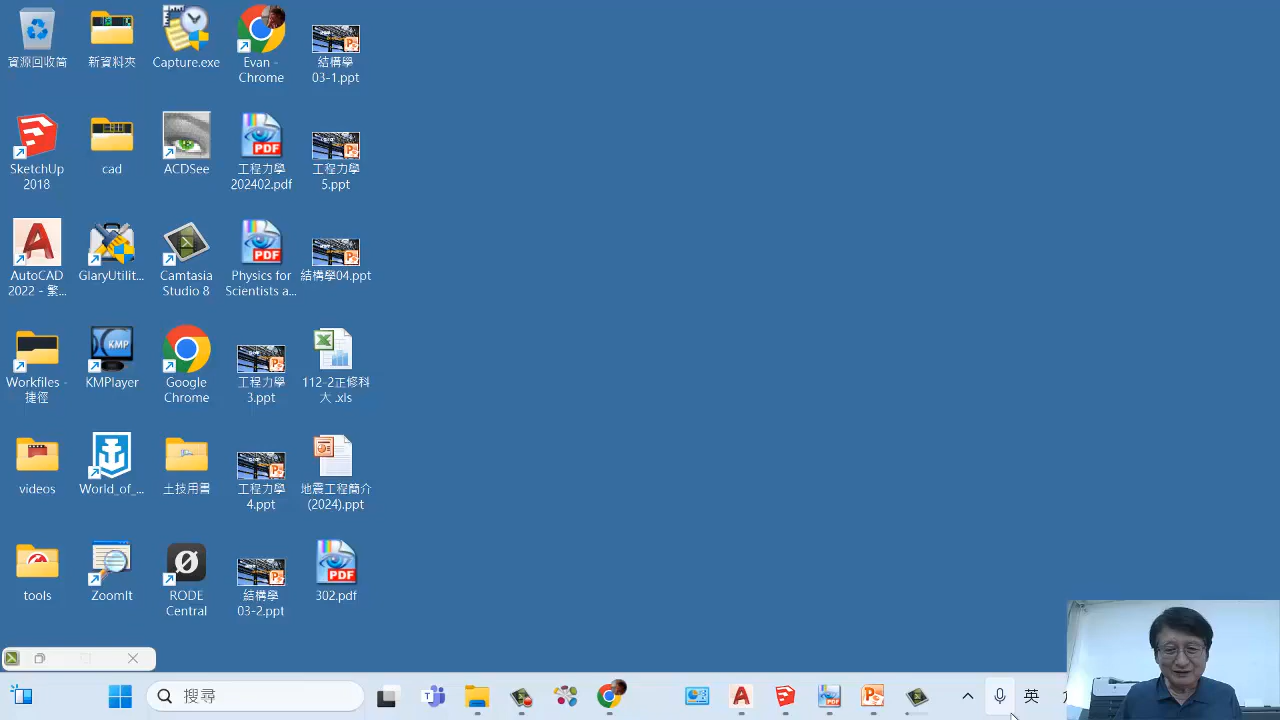 資源回收筒
新資料夾
Capture.exe
Evan -
Chrome
結構學
03-1.ppt
SketchUp
2018
cad
ACDSee
工程力學
202402.pdf
工程力學
5.ppt
AutoCAD
2022 - 繁...
GlaryUtilit...
Camtasia
Studio 8
Physics for
Scientists a...
結構學04.ppt
Workfiles -
捷徑
KMPlayer
Google
Chrome
工程力學
3.ppt
112-2正修科
大 .xls
videos
World_of_...
土技用書
工程力學
4.ppt
地震工程簡介
(2024).ppt
tools
ZoomIt
RODE
Central
結構學
03-2.ppt
302.pdf
搜尋
英